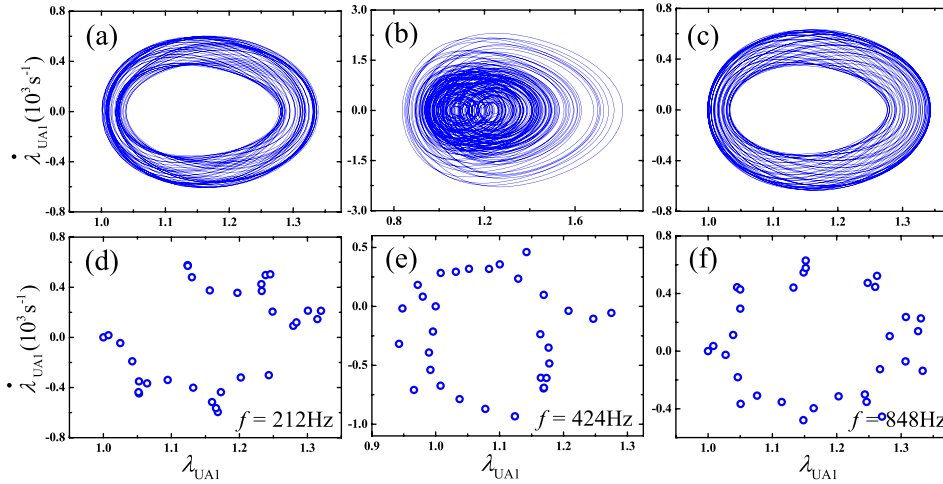 (a) (b) (c)
0.8 3.0 0.8
0.4 1.5 0.4
0.0 0.0 0.0
-0.4 -1.5 -0.4
-0.8 -3.0 -0.8
λ̇UA1 (10³ s⁻¹)
1.0 1.1 1.2 1.3 0.8 1.2 1.6 1.0 1.1 1.2 1.3
(d) (e) (f)
0.8 0.5 0.8
0.4 0.0 0.4
0.0 -0.5 0.0
-0.4 -1.0 -0.4
-0.8
λ̇UA1 (10³ s⁻¹)
f = 212Hz f = 424Hz f = 848Hz
1.0 1.1 1.2 1.3 0.9 1.0 1.1 1.2 1.3 1.0 1.1 1.2 1.3
λUA1 λUA1 λUA1